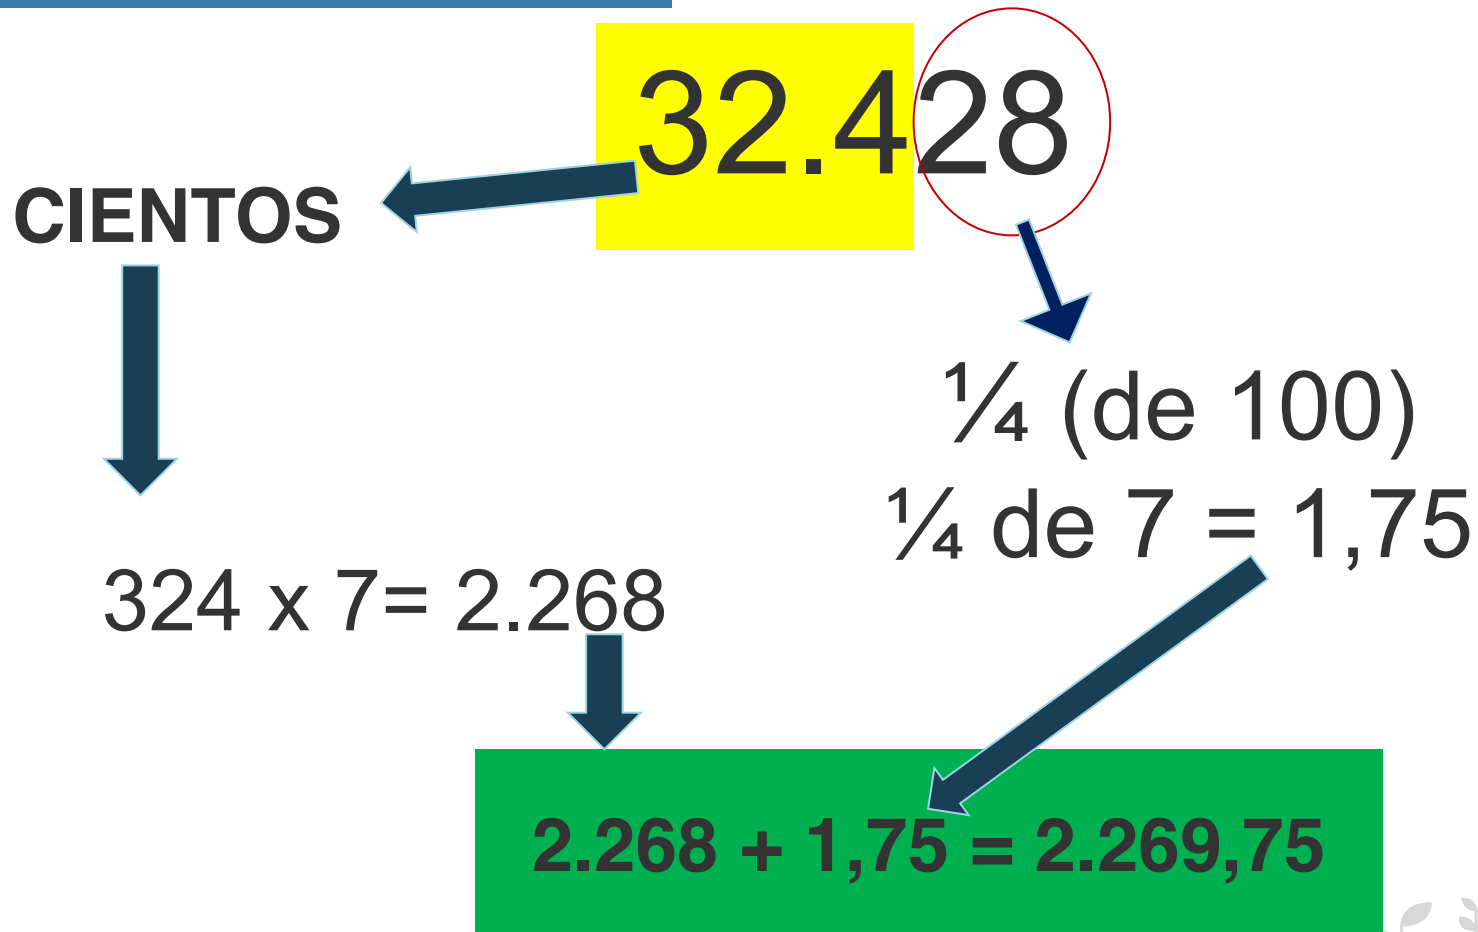 32.428
CIENTOS
¼ (de 100)
¼ de 7 = 1,75
324 x 7= 2.268
2.268 + 1,75 = 2.269,75